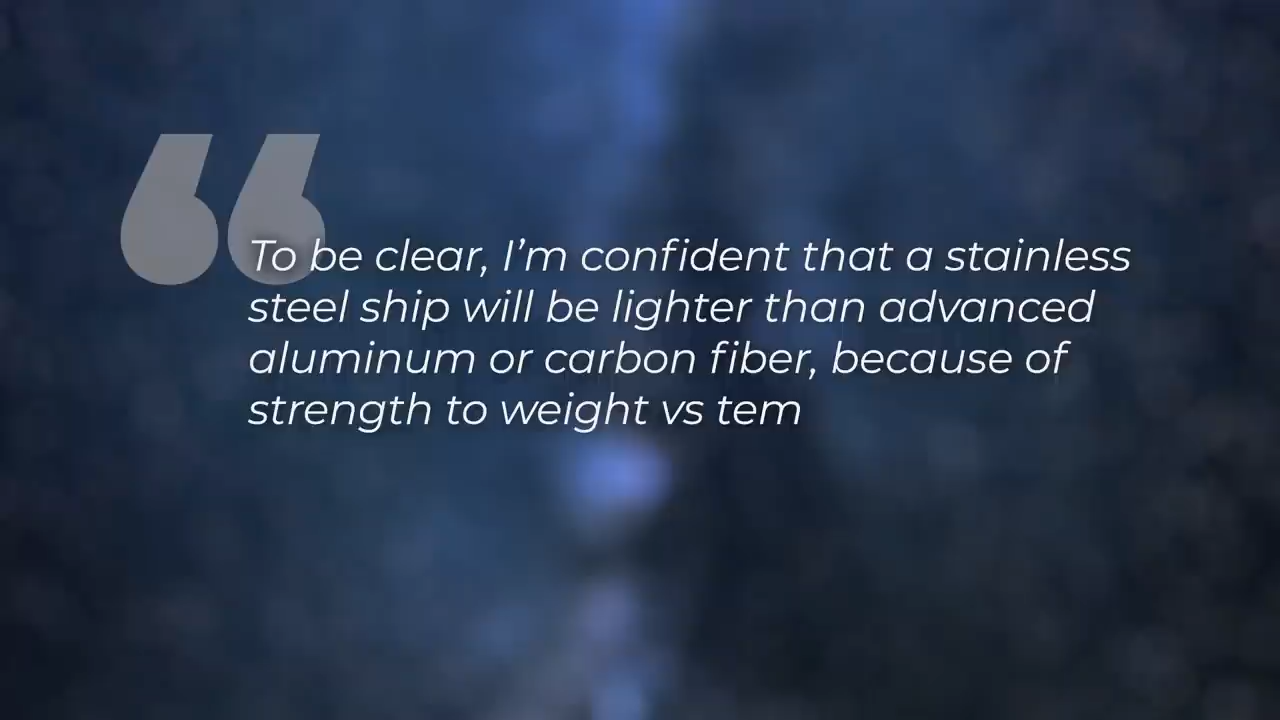 “
To be clear, I’m confident that a stainless
steel ship will be lighter than advanced
aluminum or carbon fiber, because of
strength to weight vs tem